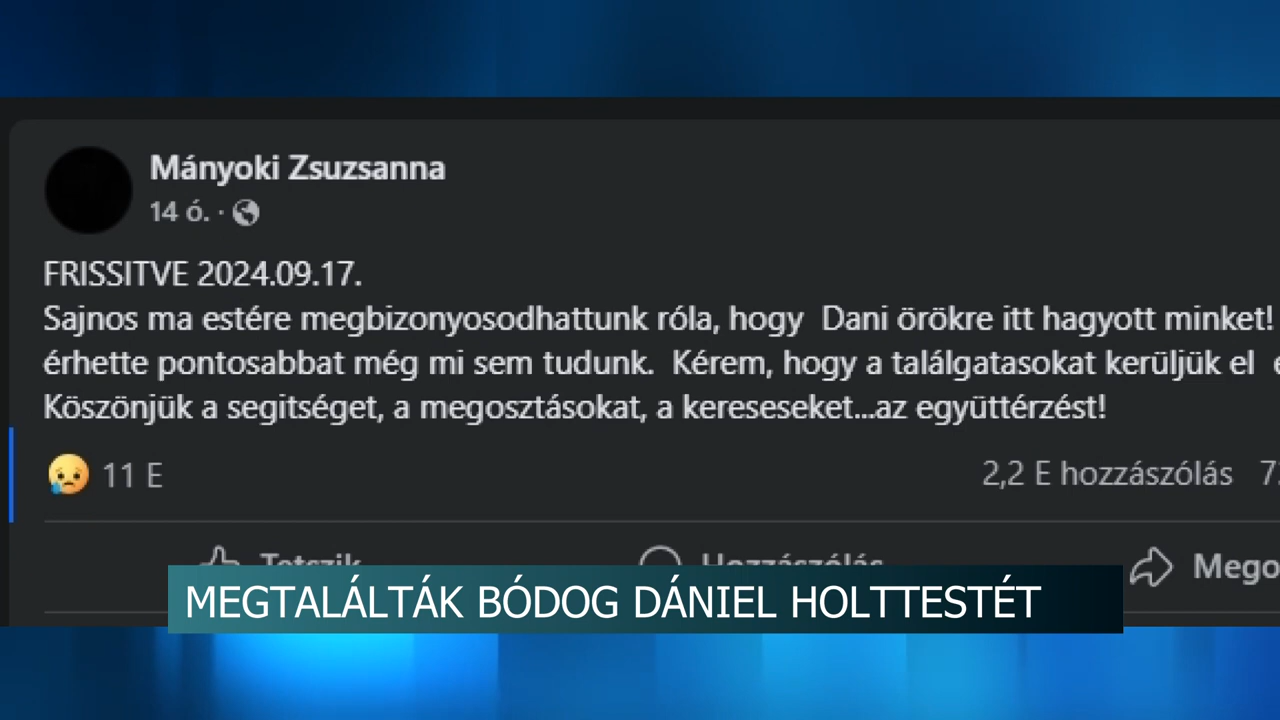 Mányoki Zsuzsanna
14 ó. ·
FRISSITVE 2024.09.17.
Sajnos ma estére megbizonyosodhattunk róla, hogy Dani örökre itt hagyott minket!
érhette pontosabbat még mi sem tudunk. Kérem, hogy a találgatasokat kerüljük el
Köszönjük a segitséget, a megosztásokat, a kereseseket...az együttérzést!
11 E 2,2 E hozzászólás
Tetszik Hozzászólás
MEGTALÁLTÁK BÓDOG DÁNIEL HOLTTESTÉT